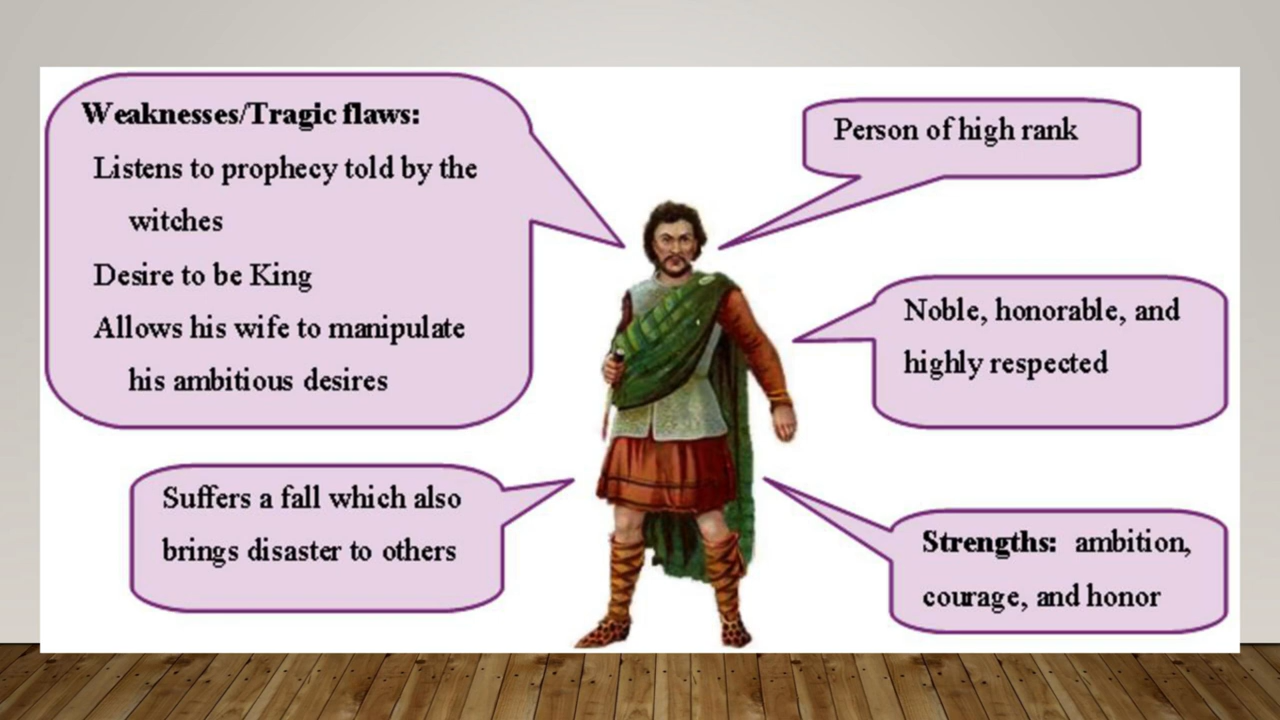 Weaknesses/Tragic flaws:
Listens to prophecy told by the
witches
Desire to be King
Allows his wife to manipulate
his ambitious desires
Person of high rank
Noble, honorable, and
highly respected
Suffers a fall which also
brings disaster to others
Strengths: ambition,
courage, and honor